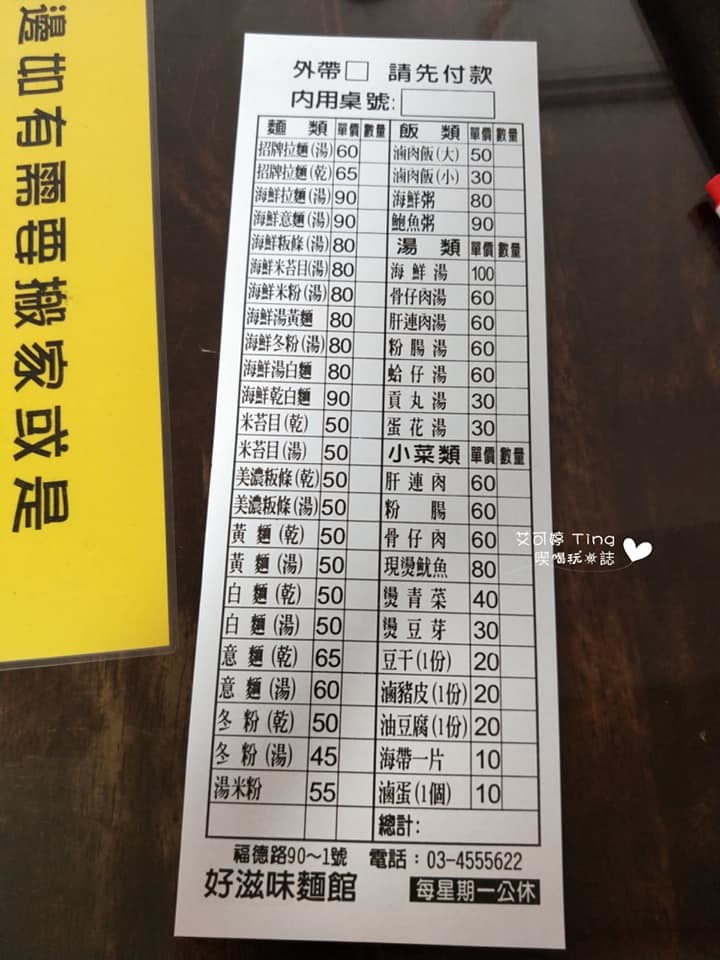 外帶□ 請先付款
內用桌號:
麵 類 單價 數量
招牌拉麵(湯) 60
招牌拉麵(乾) 65
海鮮拉麵(湯) 90
海鮮意麵(湯) 90
海鮮粄條(湯) 80
海鮮米苔目(湯) 80
海鮮米粉(湯) 80
海鮮湯黃麵 80
海鮮冬粉(湯) 80
海鮮湯白麵 80
海鮮乾白麵 90
米苔目(乾) 50
米苔目(湯) 50
美濃粄條(乾) 50
美濃粄條(湯) 50
黃麵(乾) 50
黃麵(湯) 50
白麵(乾) 50
白麵(湯) 50
意麵(乾) 65
意麵(湯) 60
冬粉(乾) 50
冬粉(湯) 45
湯米粉 55
飯 類 單價 數量
滷肉飯(大) 50
滷肉飯(小) 30
海鮮粥 80
鮑魚粥 90
湯 類 單價 數量
海鮮湯 100
骨仔肉湯 60
肝連肉湯 60
粉腸湯 60
蛤仔湯 60
貢丸湯 30
蛋花湯 30
小菜類 單價 數量
肝連肉 60
粉腸 60
骨仔肉 60
現燙魷魚 80
燙青菜 40
燙豆芽 30
豆干(1份) 20
滷豬皮(1份) 20
油豆腐(1份) 20
海帶一片 10
滷蛋(1個) 10
總計:
福德路90～1號 電話：03-4555622
好滋味麵館 每星期一公休
邊如有需要搬家或是
艾可婷 Ting
喫喝玩※誌